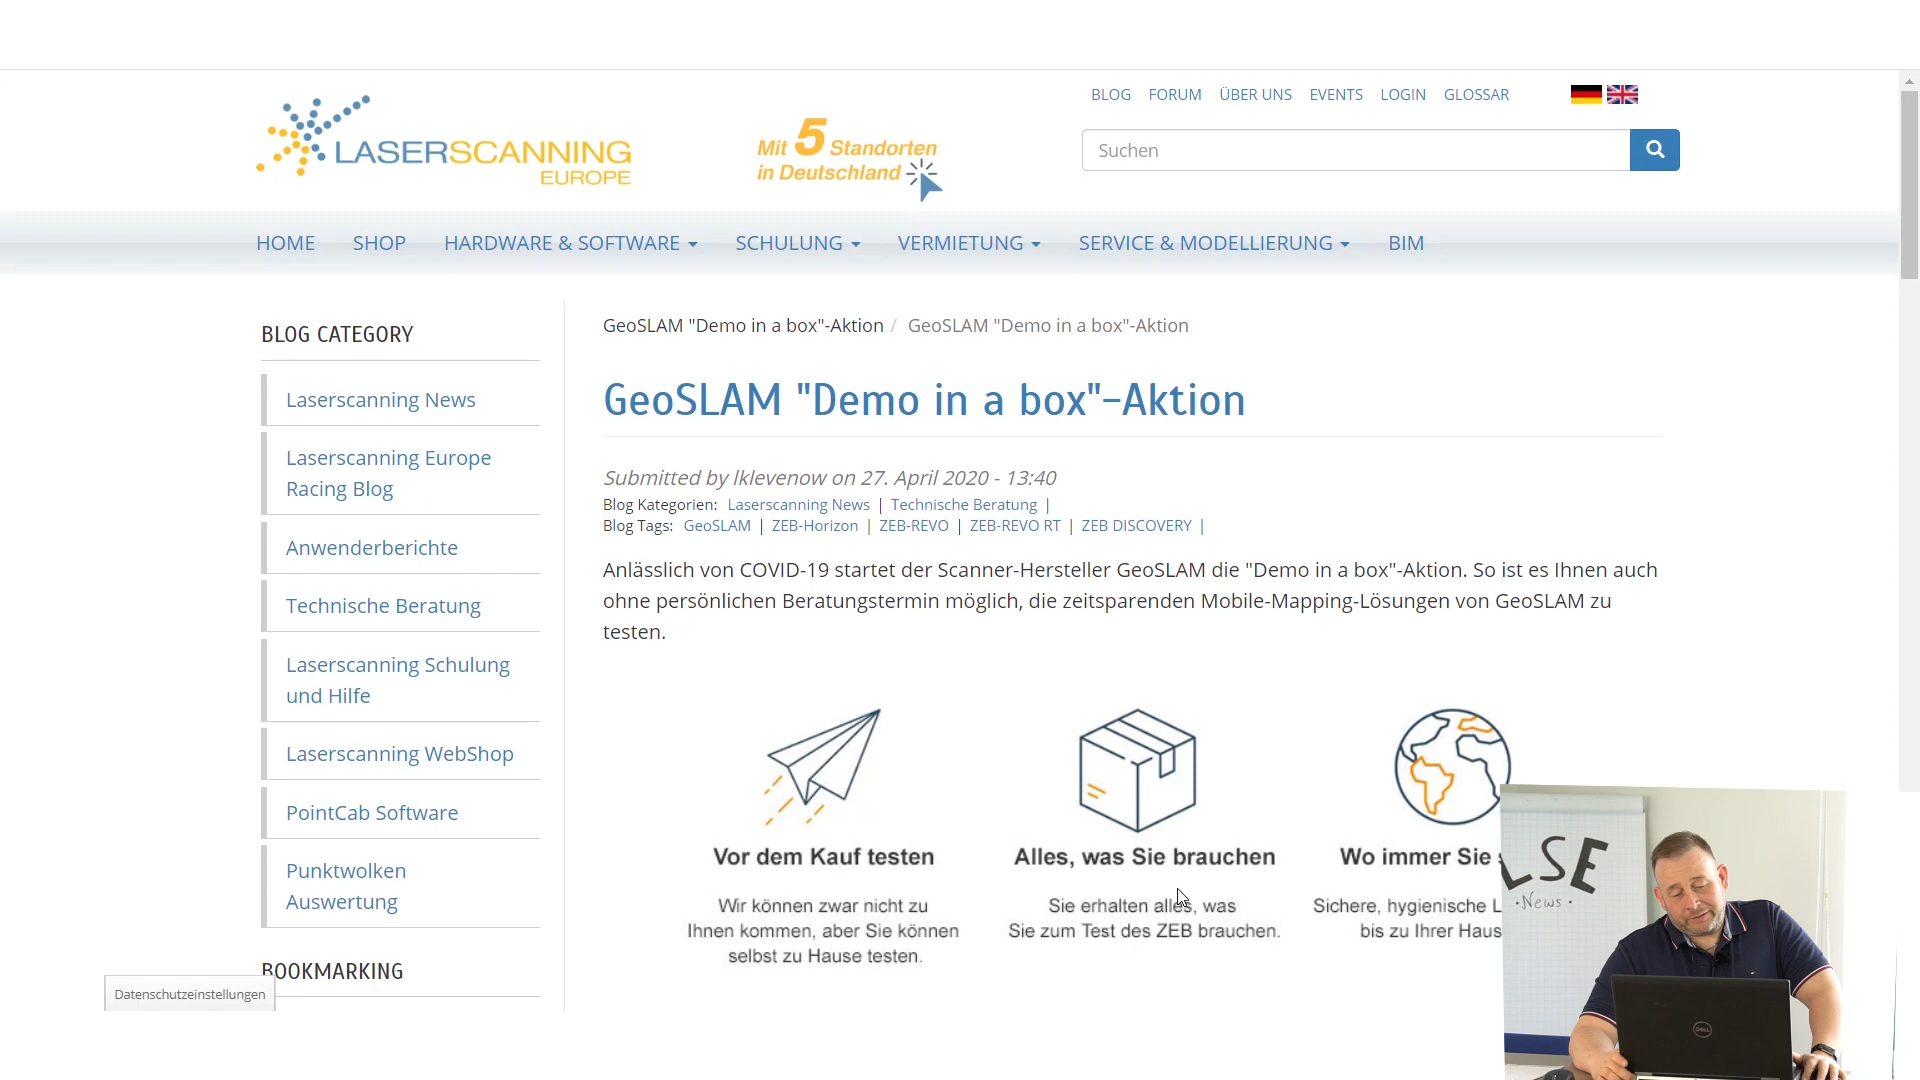 BLOG FORUM ÜBER UNS EVENTS LOGIN GLOSSAR
LASERSCANNING
EUROPE
Mit 5 Standorten
in Deutschland
Suchen
HOME SHOP HARDWARE & SOFTWARE SCHULUNG VERMIETUNG SERVICE & MODELLIERUNG BIM
BLOG CATEGORY
Laserscanning News
Laserscanning Europe
Racing Blog
Anwenderberichte
Technische Beratung
Laserscanning Schulung
und Hilfe
Laserscanning WebShop
PointCab Software
Punktwolken
Auswertung
BOOKMARKING
Datenschutzeinstellungen
GeoSLAM "Demo in a box"-Aktion / GeoSLAM "Demo in a box"-Aktion
GeoSLAM "Demo in a box"-Aktion
Submitted by lklevenow on 27. April 2020 - 13:40
Blog Kategorien: Laserscanning News | Technische Beratung |
Blog Tags: GeoSLAM | ZEB-Horizon | ZEB-REVO | ZEB-REVO RT | ZEB DISCOVERY |
Anlässlich von COVID-19 startet der Scanner-Hersteller GeoSLAM die "Demo in a box"-Aktion. So ist es Ihnen auch
ohne persönlichen Beratungstermin möglich, die zeitsparenden Mobile-Mapping-Lösungen von GeoSLAM zu
testen.
Vor dem Kauf testen
Wir können zwar nicht zu
Ihnen kommen, aber Sie können
selbst zu Hause testen.
Alles, was Sie brauchen
Sie erhalten alles, was
Sie zum Test des ZEB brauchen.
Wo immer Sie
Sichere, hygienische L
bis zu Ihrer Haus
LSE
·News·
DELL